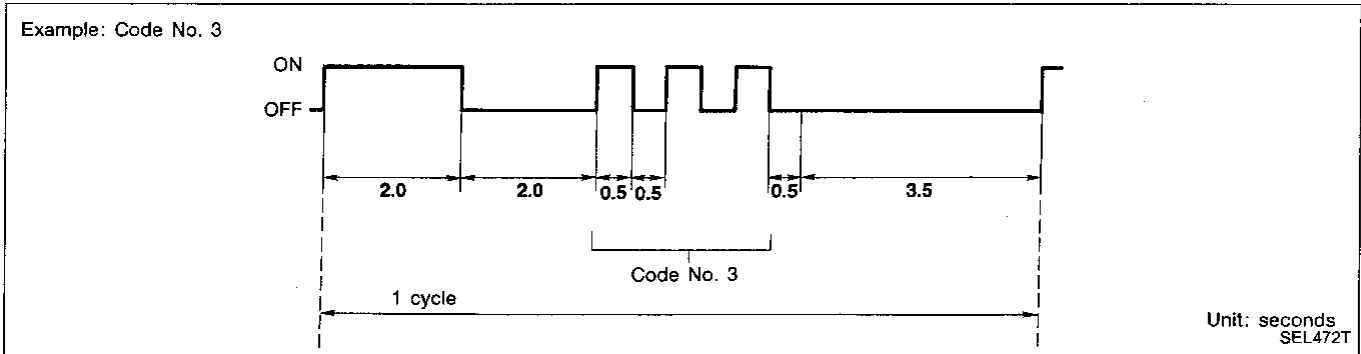 Example: Code No. 3
ON
OFF
2.0 2.0 0.5 0.5 0.5 3.5
Code No. 3
1 cycle
Unit: seconds
SEL472T